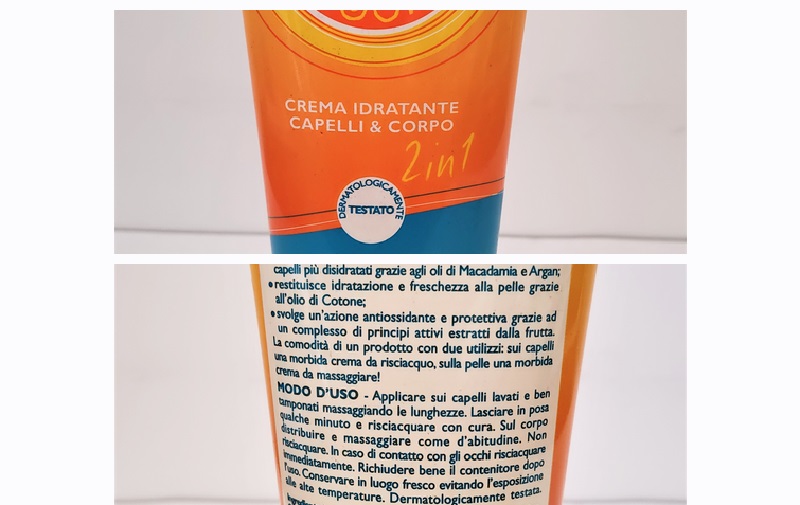 CREMA IDRATANTE
CAPELLI & CORPO
2in1
DERMATOLOGICAMENTE
TESTATO
capelli più disidratati grazie agli oli di Macadamia e Argan;
• restituisce idratazione e freschezza alla pelle grazie
all'olio di Cotone;
• svolge un'azione antiossidante e protettiva grazie ad
un complesso di principi attivi estratti dalla frutta.
La comodità di un prodotto con due utilizzi: sui capelli
una morbida crema da risciacquo, sulla pelle una morbida
crema da massaggiare!
MODO D'USO - Applicare sui capelli lavati e ben
tamponati massaggiando le lunghezze. Lasciare in posa
qualche minuto e risciacquare con cura. Sul corpo
distribuire e massaggiare come d'abitudine. Non
risciacquare. In caso di contatto con gli occhi risciacquare
immediatamente. Richiudere bene il contenitore dopo
l'uso. Conservare in luogo fresco evitando l'esposizione
alle alte temperature. Dermatologicamente testata.